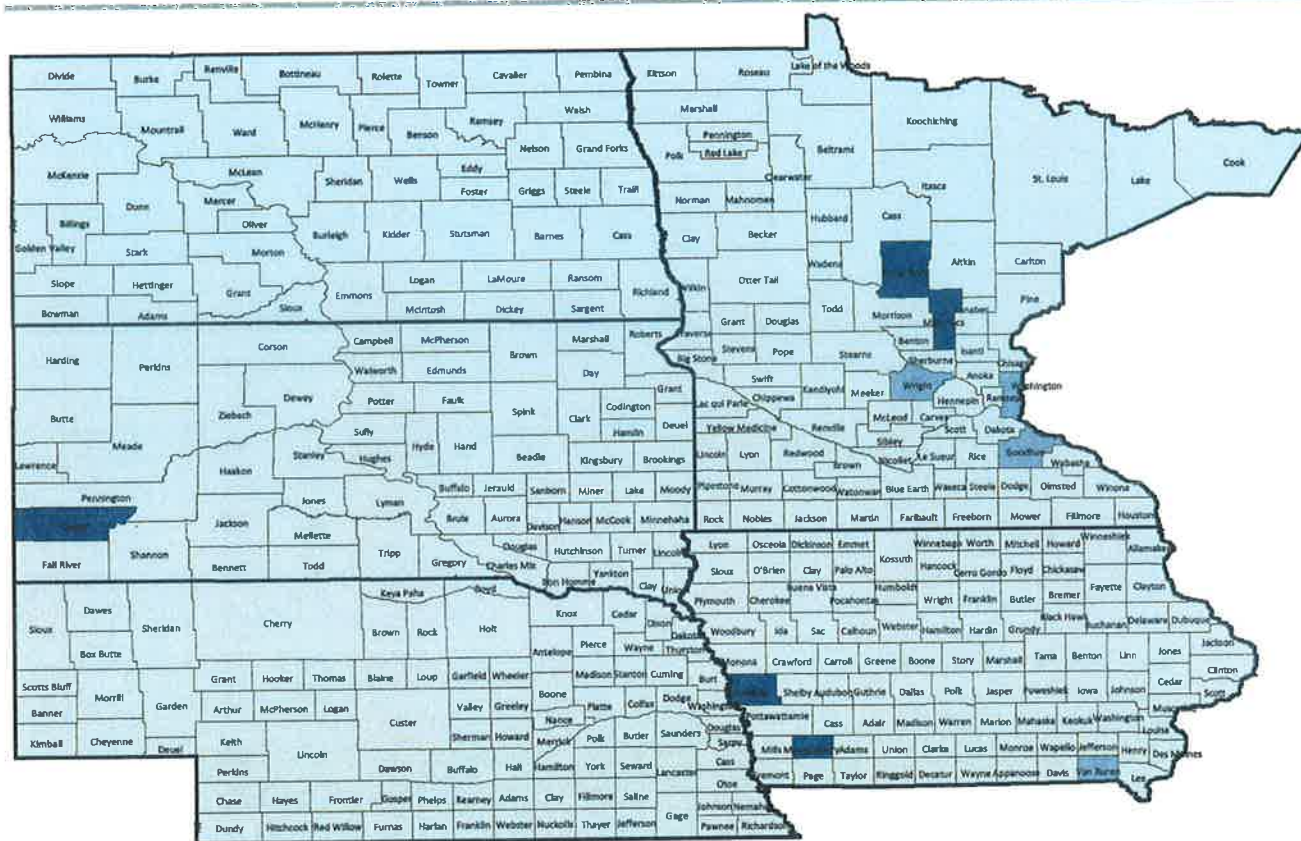 Divide Burke Renville Bottineau Rolette Towner Cavalier Pembina Kittson Roseau Lake of the Woods
Williams Mountrail Ward McHenry Pierce Benson Ramsey Walsh Marshall Koochiching
Nelson Grand Forks Polk Pennington Red Lake Beltrami Clearwater Itasca St. Louis Lake Cook
McKenzie McLean Sheridan Wells Eddy Foster Griggs Steele Traill Norman Mahnomen
Dunn Mercer Oliver Hubbard Cass
Golden Valley Billings Stark Morton Burleigh Kidder Stutsman Barnes Cass Clay Becker Wadena Aitkin Carlton
Slope Hettinger Grant Logan LaMoure Ransom Richland Wilkin Otter Tail
Bowman Adams Sioux Emmons McIntosh Dickey Sargent Todd Morrison Pine
Harding Perkins Corson Campbell McPherson Brown Marshall Roberts Grant Douglas Benton Isanti
Walworth Edmunds Day Big Stone Stevens Pope Stearns Sherburne
Butte Ziebach Dewey Potter Faulk Spink Clark Codington Grant Swift Kandiyohi Meeker Wright Anoka Washington
Meade Sully Hyde Hand Hamlin Deuel Lac qui Parle Chippewa McLeod Carver Hennepin
Lawrence Haakon Stanley Hughes Beadle Kingsbury Brookings Yellow Medicine Renville Sibley Scott Dakota
Lincoln Lyon Redwood Brown Nicollet Le Sueur Rice Goodhue Wabasha
Pennington Jones Lyman Buffalo Jerauld Sanborn Miner Lake Moody Pipestone Murray Cottonwood Watonwan Blue Earth Waseca Steele Dodge Olmsted Winona
Jackson Mellette Brule Aurora Davison Hanson McCook Minnehaha Rock Nobles Jackson Martin Faribault Freeborn Mower Fillmore Houston
Fall River Shannon Bennett Todd Tripp Gregory Charles Mix Douglas Hutchinson Turner Lincoln Lyon Osceola Dickinson Emmet Kossuth Winnebago Worth Mitchell Howard Winneshiek Allamakee
Bon Homme Yankton Clay Union Sioux O'Brien Clay Palo Alto Hancock Cerro Gordo Floyd Chickasaw
Sioux Dawes Sheridan Cherry Keya Paha Boyd Knox Cedar Dixon Dakota Plymouth Cherokee Buena Vista Pocahontas Humboldt Wright Franklin Butler Bremer Fayette Clayton
Box Butte Brown Rock Holt Antelope Pierce Wayne Thurston Woodbury Ida Sac Calhoun Webster Hamilton Hardin Grundy Black Hawk Buchanan Delaware Dubuque
Scotts Bluff Morrill Garden Grant Hooker Thomas Blaine Loup Garfield Wheeler Madison Stanton Cuming Burt Monona Crawford Carroll Greene Boone Story Marshall Tama Benton Linn Jones Jackson
Banner Arthur McPherson Logan Custer Valley Greeley Boone Platte Colfax Dodge Washington Shelby Audubon Guthrie Dallas Polk Jasper Poweshiek Iowa Johnson Cedar Clinton Scott
Kimball Cheyenne Deuel Keith Lincoln Sherman Howard Nance Merrick Polk Butler Saunders Douglas Sarpy Pottawattamie Cass Adair Madison Warren Marion Mahaska Keokuk Washington Louisa
Perkins Dawson Buffalo Hall Hamilton York Seward Lancaster Cass Otoe Mills Adams Union Clarke Lucas Monroe Wapello Jefferson Henry Des Moines
Chase Hayes Frontier Gosper Phelps Kearney Adams Clay Fillmore Saline Johnson Nemaha Page Taylor Ringgold Decatur Wayne Appanoose Davis Van Buren Lee
Dundy Hitchcock Red Willow Furnas Harlan Franklin Webster Nuckolls Thayer Jefferson Gage Pawnee Richardson